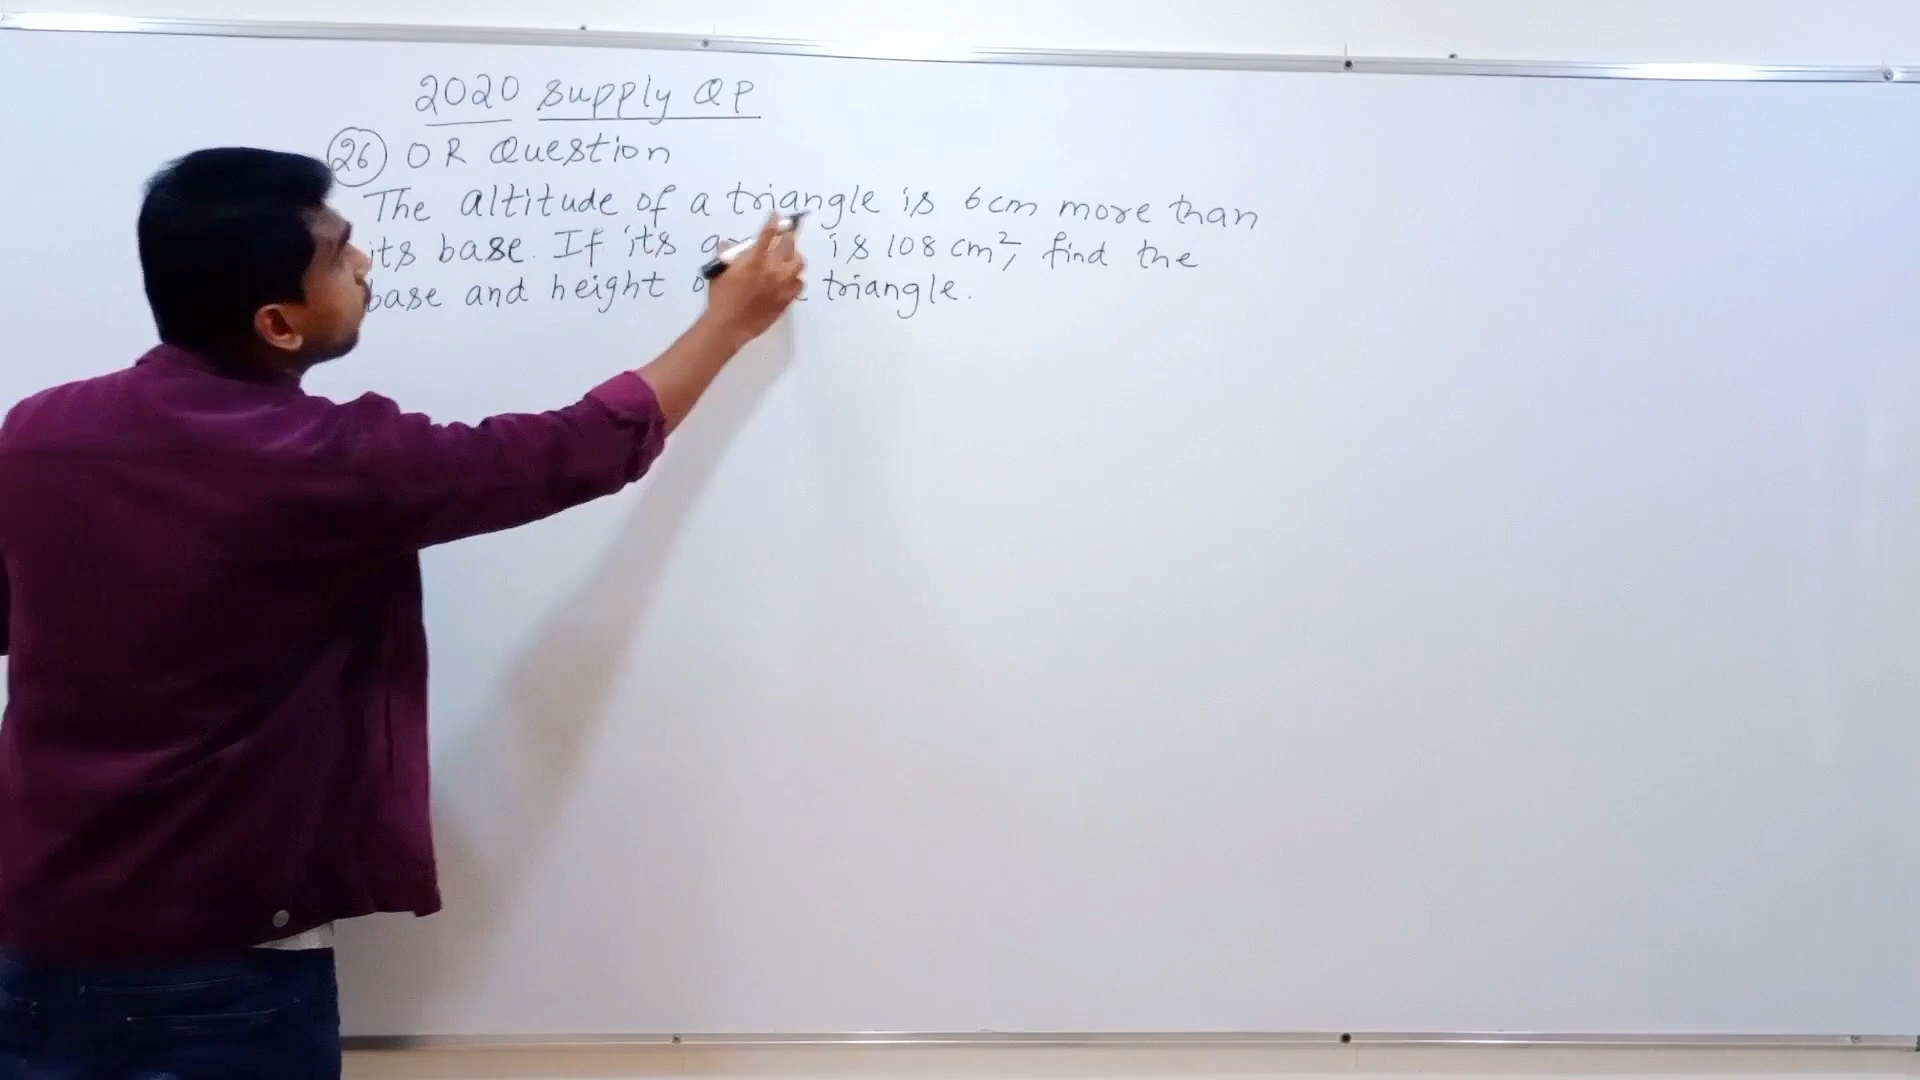 2020 Supply QP
26 OR Question
The altitude of a triangle is 6cm more than
its base. If its is 108 cm², find the
base and height triangle.